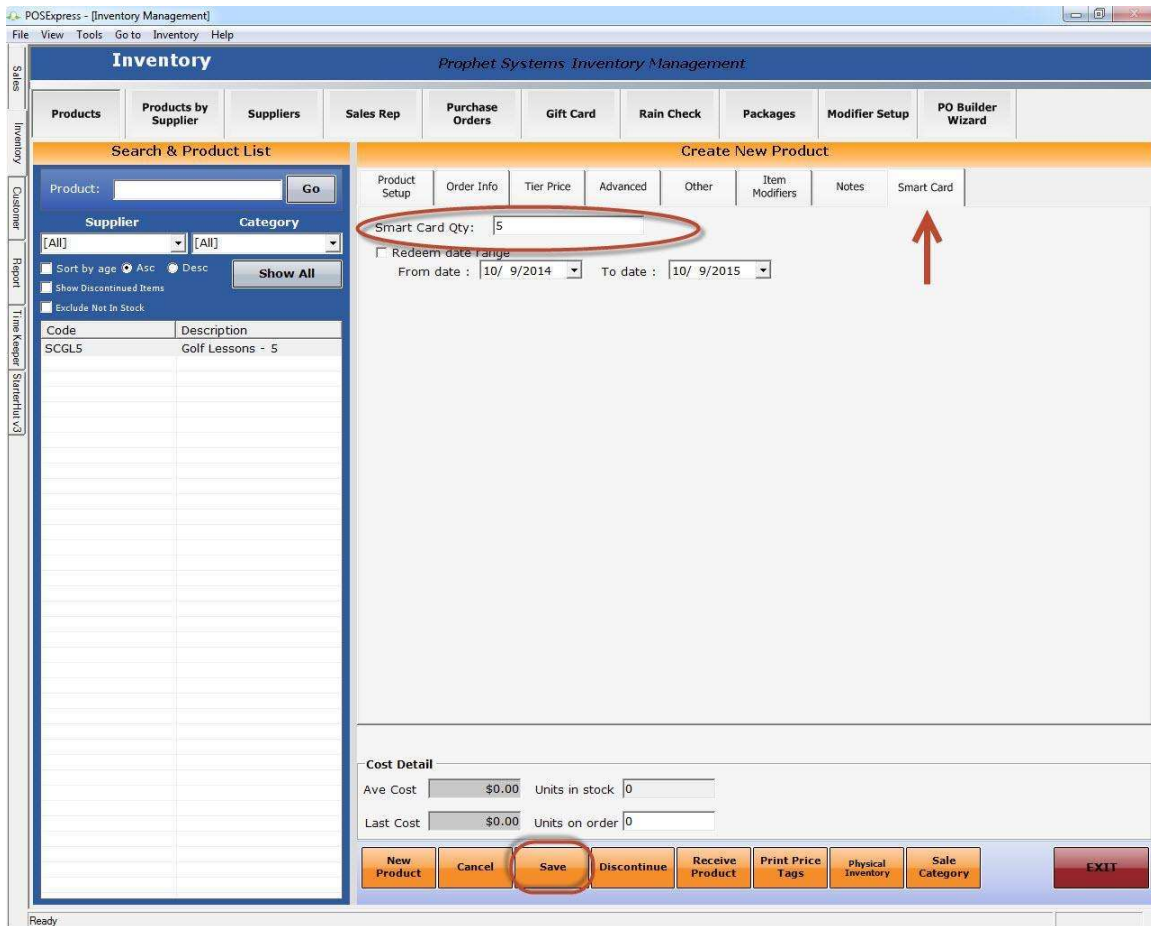 POSExpress - [Inventory Management]
File View Tools Go to Inventory Help
Sales
Inventory
Customer
Report
Time Keeper
StarterHut v3
Inventory
Prophet Systems Inventory Management
Products
Products by Supplier
Suppliers
Sales Rep
Purchase Orders
Gift Card
Rain Check
Packages
Modifier Setup
PO Builder Wizard
Search & Product List
Product:
Go
Supplier Category
[All] [All]
Sort by age Asc Desc
Show All
Show Discontinued Items
Exclude Not In Stock
Code Description
SCGL5 Golf Lessons - 5
Create New Product
Product Setup
Order Info
Tier Price
Advanced
Other
Item Modifiers
Notes
Smart Card
Smart Card Qty: 5
Redeem date range
From date : 10/ 9/2014 To date : 10/ 9/2015
Cost Detail
Ave Cost $0.00 Units in stock 0
Last Cost $0.00 Units on order 0
New Product
Cancel
Save
Discontinue
Receive Product
Print Price Tags
Physical Inventory
Sale Category
EXIT
Ready